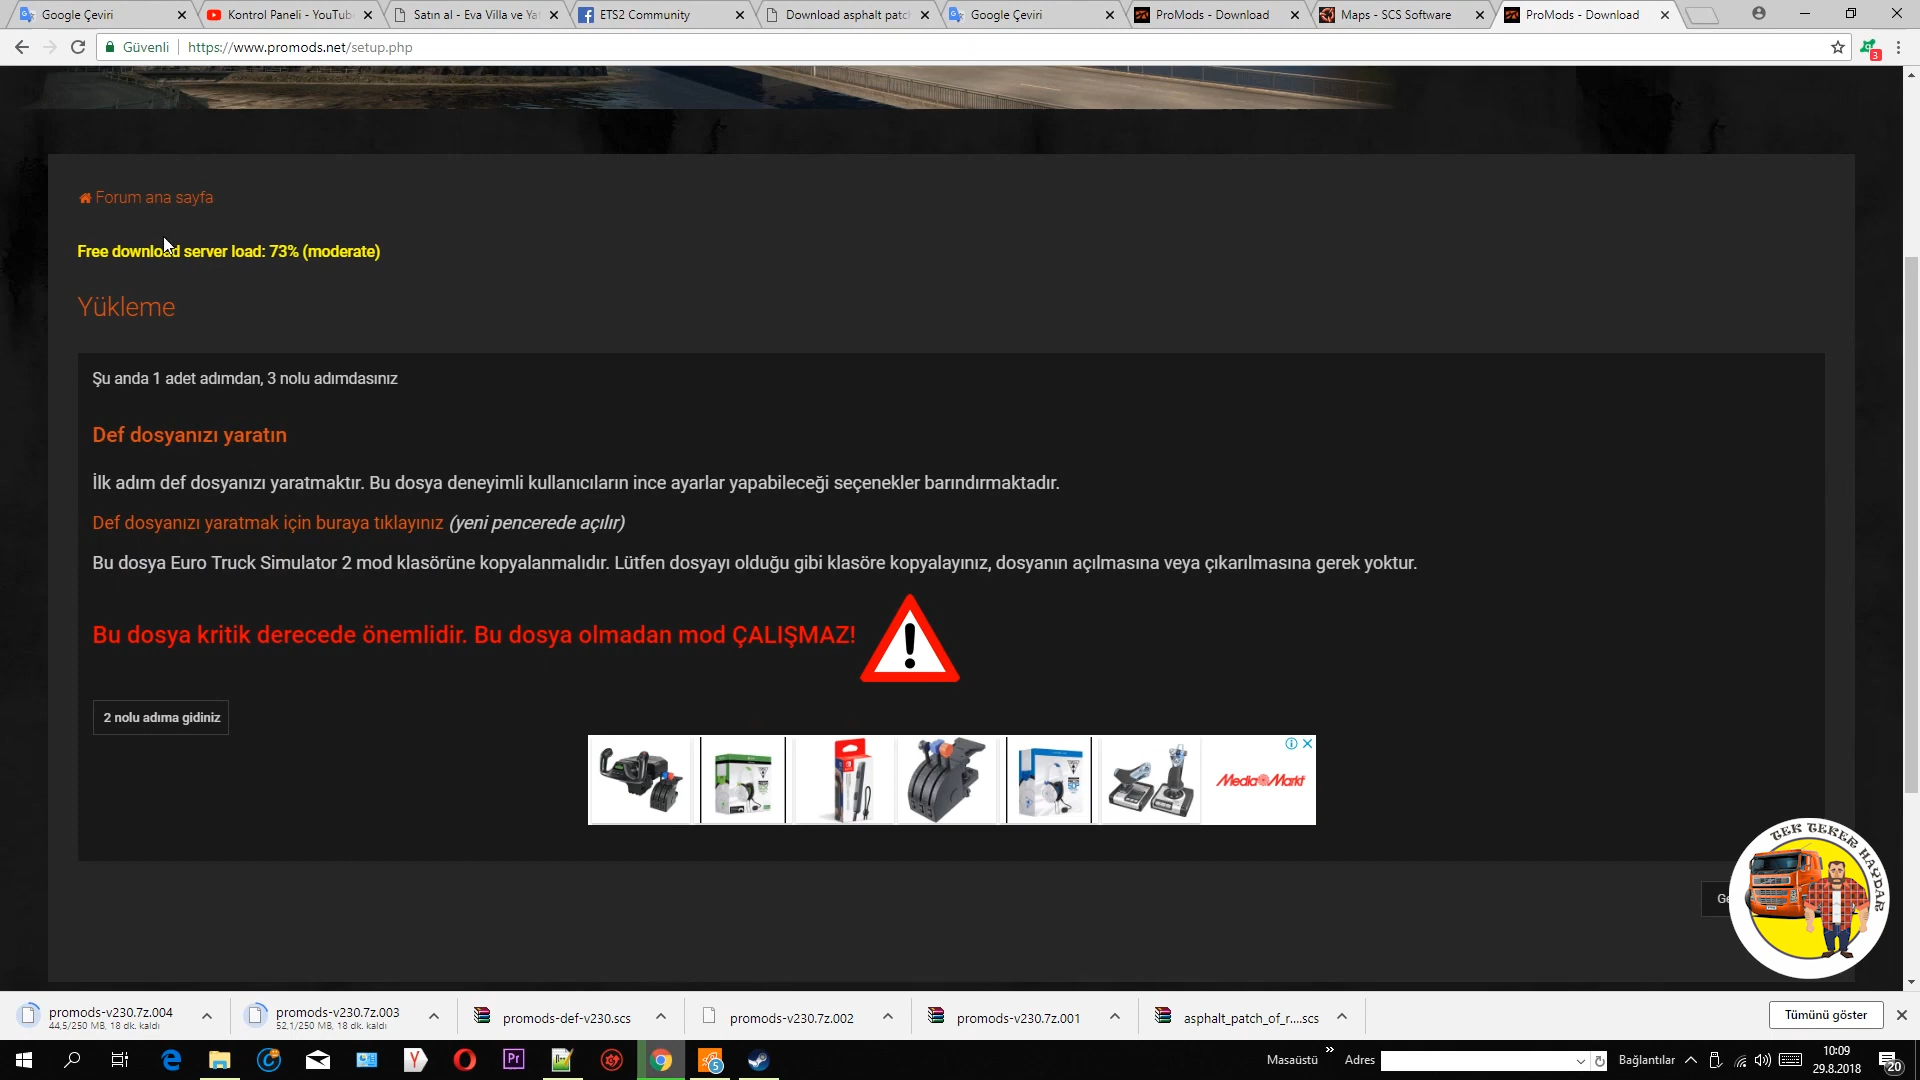 Google Çeviri
Kontrol Paneli - YouTub
Satın al - Eva Villa ve Ya
ETS2 Community
Download asphalt patc
Google Çeviri
ProMods - Download
Maps - SCS Software
ProMods - Download
Güvenli
https://www.promods.net/setup.php
3
Forum ana sayfa
Free download server load: 73% (moderate)
Yükleme
Şu anda 1 adet adımdan, 3 nolu adımdasınız
Def dosyanızı yaratın
İlk adım def dosyanızı yaratmaktır. Bu dosya deneyimli kullanıcıların ince ayarlar yapabileceği seçenekler barındırmaktadır.
Def dosyanızı yaratmak için buraya tıklayınız (yeni pencerede açılır)
Bu dosya Euro Truck Simulator 2 mod klasörüne kopyalanmalıdır. Lütfen dosyayı olduğu gibi klasöre kopyalayınız, dosyanın açılmasına veya çıkarılmasına gerek yoktur.
Bu dosya kritik derecede önemlidir. Bu dosya olmadan mod ÇALIŞMAZ!
2 nolu adıma gidiniz
Media Markt
TEK TEKER HAYDAR
Ge
promods-v230.7z.004
44,5/250 MB, 18 dk. kaldı
promods-v230.7z.003
52,1/250 MB, 18 dk. kaldı
promods-def-v230.scs
promods-v230.7z.002
promods-v230.7z.001
asphalt_patch_of_r....scs
Tümünü göster
Pr
5
Masaüstü
Adres
Bağlantılar
10:09
29.8.2018
20